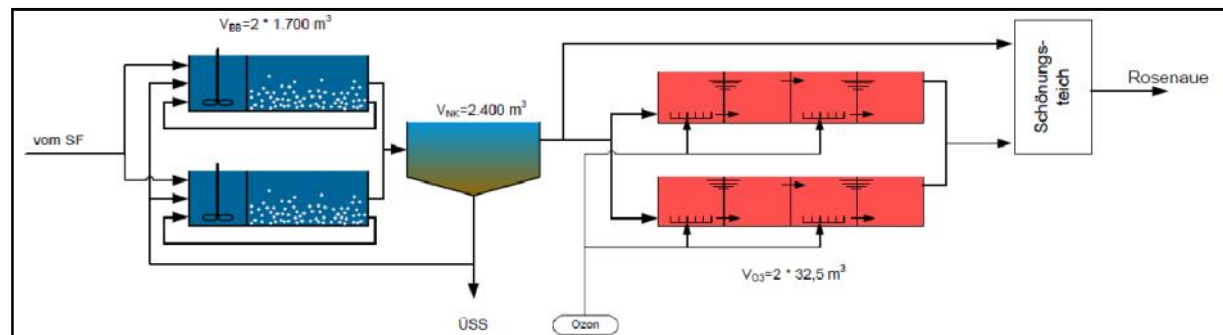 V_BB=2 * 1.700 m³
V_NK=2.400 m³
vom SF
ÜSS
Ozon
V_O3=2 * 32,5 m³
Schönungs-
teich
Rosenaue